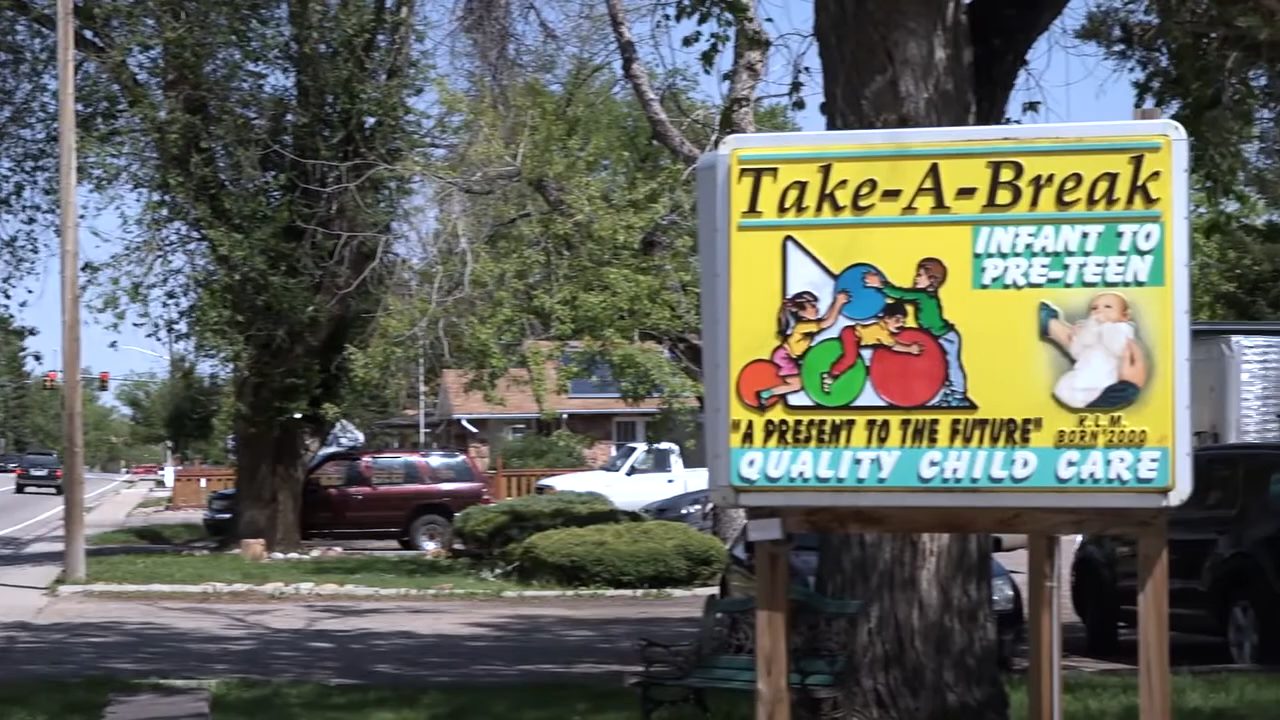 Take-A-Break
INFANT TO
PRE-TEEN
K.L.M.
BORN 2000
"A PRESENT TO THE FUTURE"
QUALITY CHILD CARE